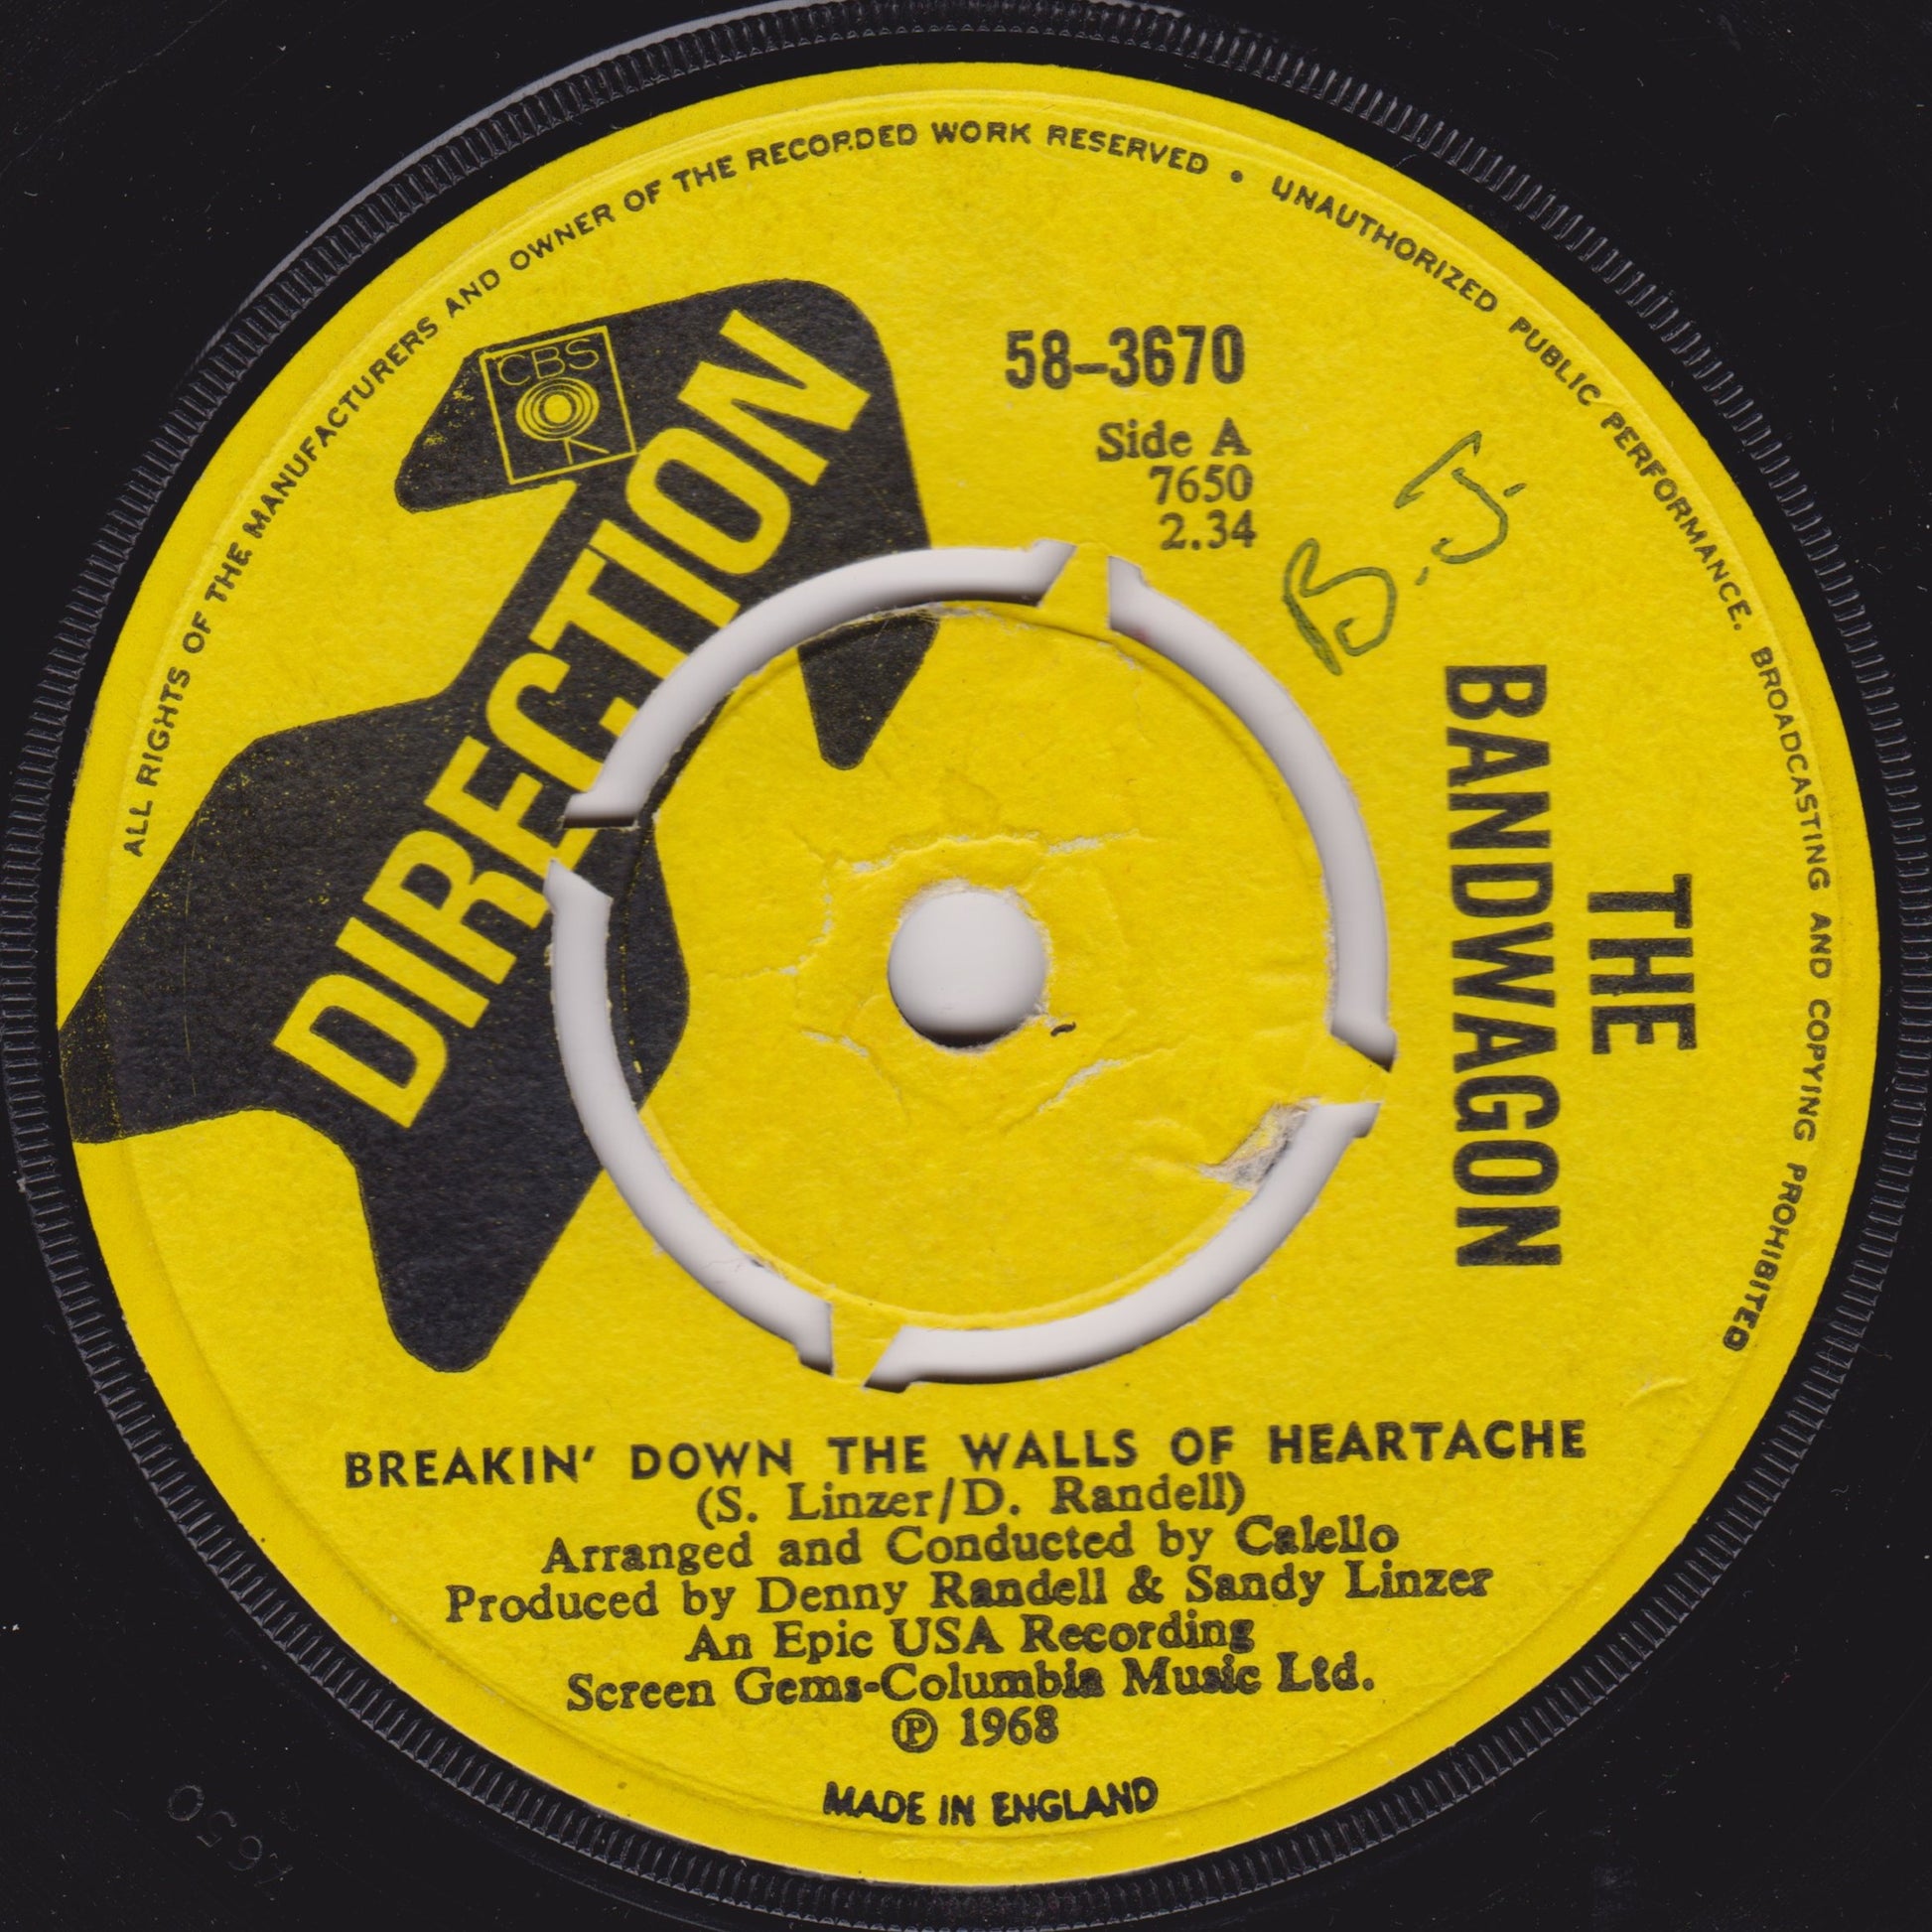 ALL RIGHTS OF THE MANUFACTURERS AND OWNER OF THE RECORDED WORK RESERVED • UNAUTHORIZED PUBLIC PERFORMANCE. BROADCASTING AND COPYING PROHIBITED
CBS
DIRECTION
58-3670
Side A
7650
2.34
B.J.
THE
BANDWAGON
BREAKIN' DOWN THE WALLS OF HEARTACHE
(S. Linzer/D. Randell)
Arranged and Conducted by Calello
Produced by Denny Randell & Sandy Linzer
An Epic USA Recording
Screen Gems-Columbia Music Ltd.
℗ 1968
MADE IN ENGLAND
7650